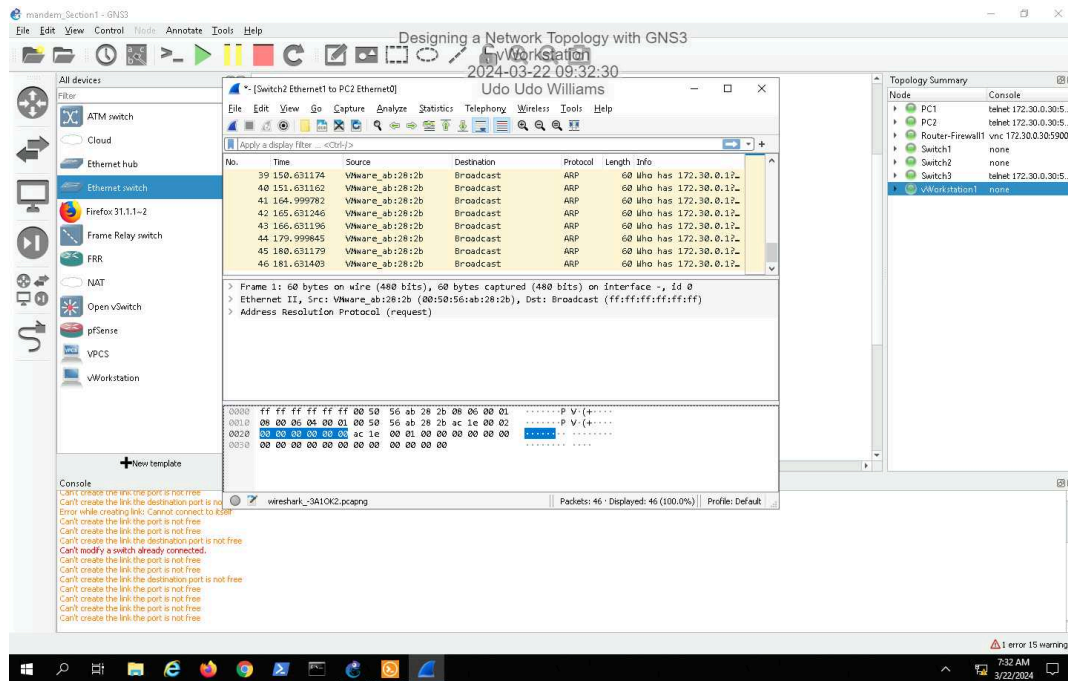 mandem_Section1 - GNS3
File Edit View Control Node Annotate Tools Help
Designing a Network Topology with GNS3
vWorkstation
2024-03-22 09:32:30
Udo Udo Williams
All devices
Filter
ATM switch
Cloud
Ethernet hub
Ethernet switch
Firefox 31.1.1~2
Frame Relay switch
FRR
NAT
Open vSwitch
pfSense
VPCS
vWorkstation
New template
*- [Switch2 Ethernet1 to PC2 Ethernet0]
File Edit View Go Capture Analyze Statistics Telephony Wireless Tools Help
Apply a display filter ... <Ctrl-/>
No. Time Source Destination Protocol Length Info
39 150.631174 VMware_ab:28:2b Broadcast ARP 60 Who has 172.30.0.1?…
40 151.631162 VMware_ab:28:2b Broadcast ARP 60 Who has 172.30.0.1?…
41 164.999782 VMware_ab:28:2b Broadcast ARP 60 Who has 172.30.0.1?…
42 165.631246 VMware_ab:28:2b Broadcast ARP 60 Who has 172.30.0.1?…
43 166.631196 VMware_ab:28:2b Broadcast ARP 60 Who has 172.30.0.1?…
44 179.999845 VMware_ab:28:2b Broadcast ARP 60 Who has 172.30.0.1?…
45 180.631179 VMware_ab:28:2b Broadcast ARP 60 Who has 172.30.0.1?…
46 181.631403 VMware_ab:28:2b Broadcast ARP 60 Who has 172.30.0.1?…
> Frame 1: 60 bytes on wire (480 bits), 60 bytes captured (480 bits) on interface -, id 0
> Ethernet II, Src: VMware_ab:28:2b (00:50:56:ab:28:2b), Dst: Broadcast (ff:ff:ff:ff:ff:ff)
> Address Resolution Protocol (request)
0000 ff ff ff ff ff ff 00 50 56 ab 28 2b 08 06 00 01 ·······P V·(+····
0010 08 00 06 04 00 01 00 50 56 ab 28 2b ac 1e 00 02 ·······P V·(+····
0020 00 00 00 00 00 00 ac 1e 00 01 00 00 00 00 00 00 ········ ········
0030 00 00 00 00 00 00 00 00 00 00 00 00 ········ ····
wireshark_-3A1OK2.pcapng Packets: 46 · Displayed: 46 (100.0%) Profile: Default
Topology Summary
Node Console
PC1 telnet 172.30.0.30:5..
PC2 telnet 172.30.0.30:5..
Router-Firewall1 vnc 172.30.0.30:5900
Switch1 none
Switch2 none
Switch3 telnet 172.30.0.30:5..
vWorkstation1 none
Console
Can't create the link the port is not free
Can't create the link the destination port is no
Error while creating link: Cannot connect to itself
Can't create the link the port is not free
Can't create the link the port is not free
Can't create the link the destination port is not free
Can't modify a switch already connected.
Can't create the link the port is not free
Can't create the link the port is not free
Can't create the link the destination port is not free
Can't create the link the port is not free
Can't create the link the port is not free
Can't create the link the port is not free
Can't create the link the port is not free
1 error 15 warning
7:32 AM
3/22/2024